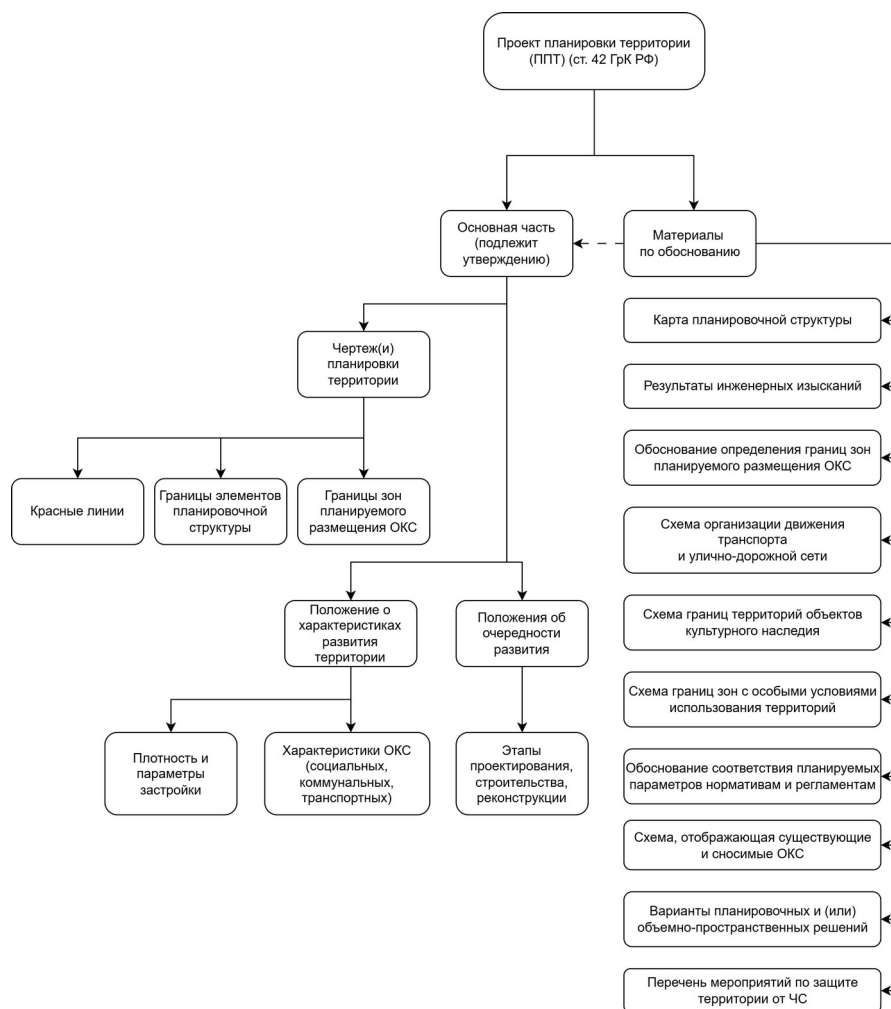 Проект планировки территории
(ППТ) (ст. 42 ГрК РФ)
Основная часть
(подлежит
утверждению)
Материалы
по обоснованию
Чертеж(и)
планировки
территории
Красные линии
Границы элементов
планировочной
структуры
Границы зон
планируемого
размещения ОКС
Положение о
характеристиках
развития
территории
Положения об
очередности
развития
Плотность и
параметры
застройки
Характеристики ОКС
(социальных,
коммунальных,
транспортных)
Этапы
проектирования,
строительства,
реконструкции
Карта планировочной структуры
Результаты инженерных изысканий
Обоснование определения границ зон
планируемого размещения ОКС
Схема организации движения
транспорта
и улично-дорожной сети
Схема границ территорий объектов
культурного наследия
Схема границ зон с особыми условиями
использования территорий
Обоснование соответствия планируемых
параметров нормативам и регламентам
Схема, отображающая существующие
и сносимые ОКС
Варианты планировочных и (или)
объемно-пространственных решений
Перечень мероприятий по защите
территории от ЧС